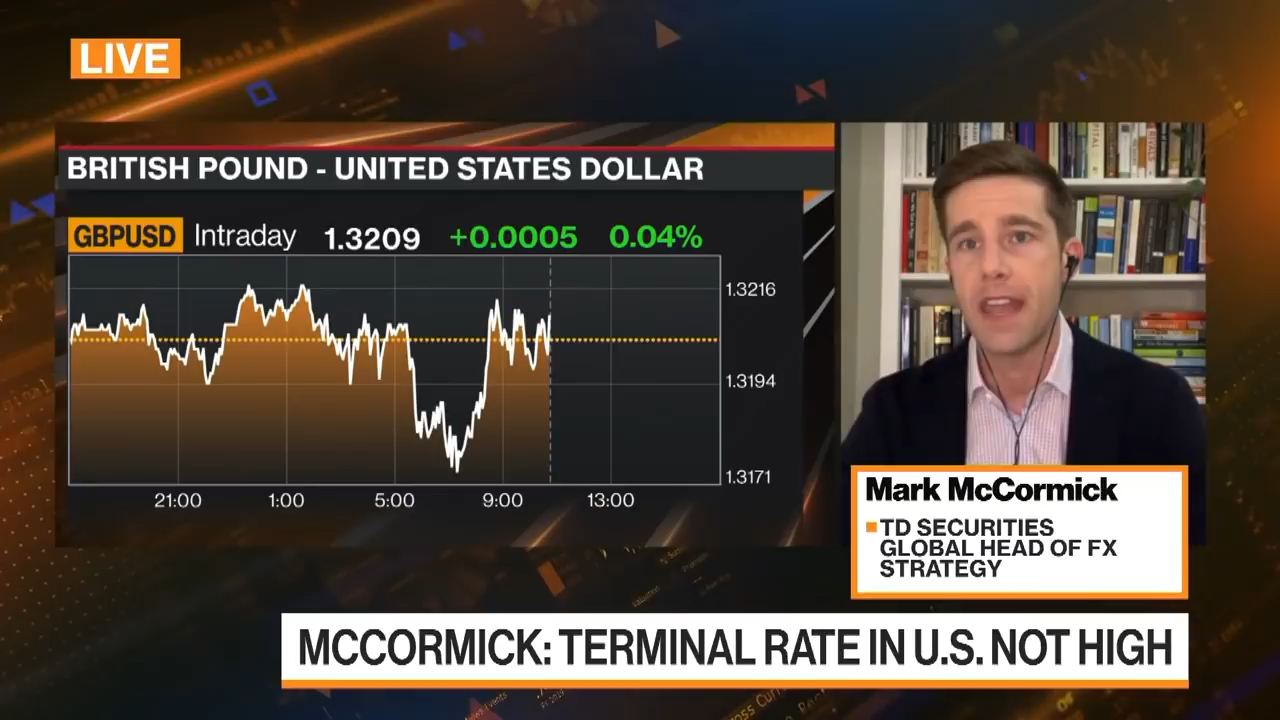 LIVE
BRITISH POUND - UNITED STATES DOLLAR
GBPUSD Intraday 1.3209 +0.0005 0.04%
1.3216
1.3194
1.3171
21:00 1:00 5:00 9:00 13:00
RIVALS
Mark McCormick
TD SECURITIES
GLOBAL HEAD OF FX
STRATEGY
MCCORMICK: TERMINAL RATE IN U.S. NOT HIGH